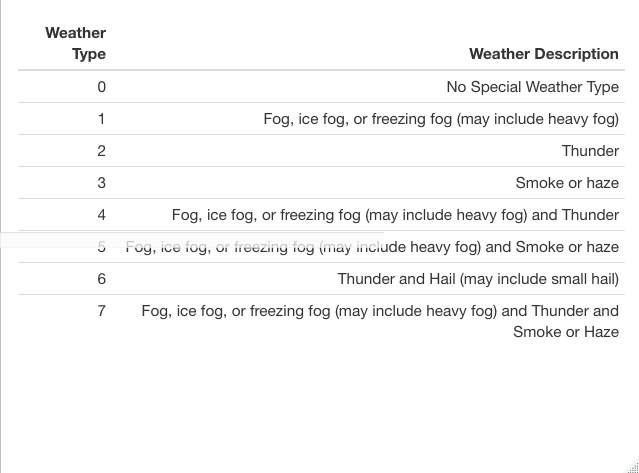 Weather
Type Weather Description
0 No Special Weather Type
1 Fog, ice fog, or freezing fog (may include heavy fog)
2 Thunder
3 Smoke or haze
4 Fog, ice fog, or freezing fog (may include heavy fog) and Thunder
5 Fog, ice fog, or freezing fog (may include heavy fog) and Smoke or haze
6 Thunder and Hail (may include small hail)
7 Fog, ice fog, or freezing fog (may include heavy fog) and Thunder and
Smoke or Haze